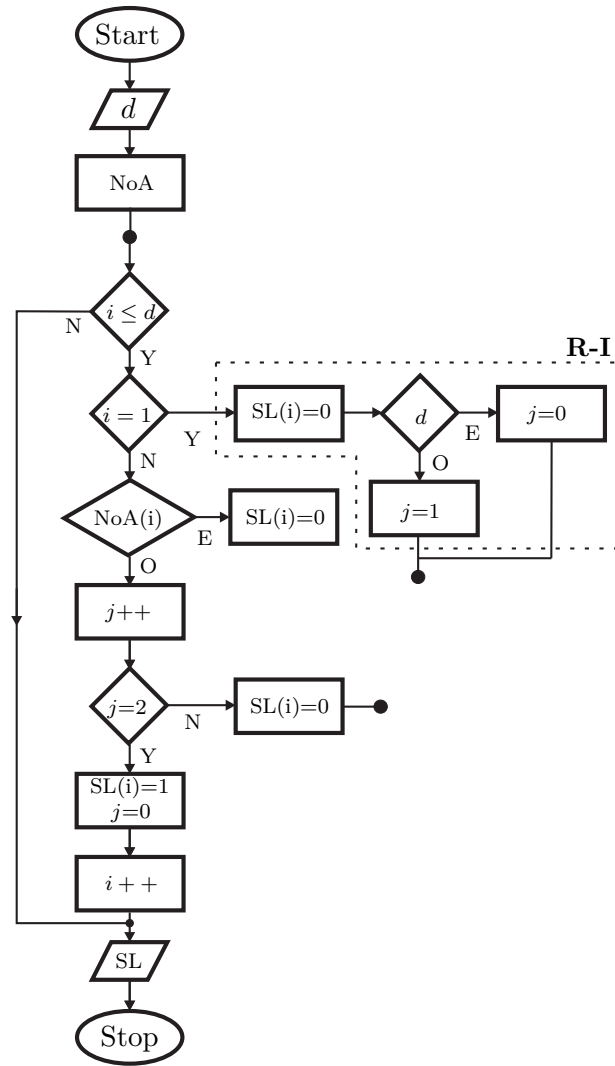 Start
d
NoA
i ≤ d
N
Y
R-I
i = 1
Y
SL(i)=0
d
E
j=0
N
O
NoA(i)
E
SL(i)=0
j=1
O
j++
j=2
N
SL(i)=0
Y
SL(i)=1
j=0
i ++
SL
Stop